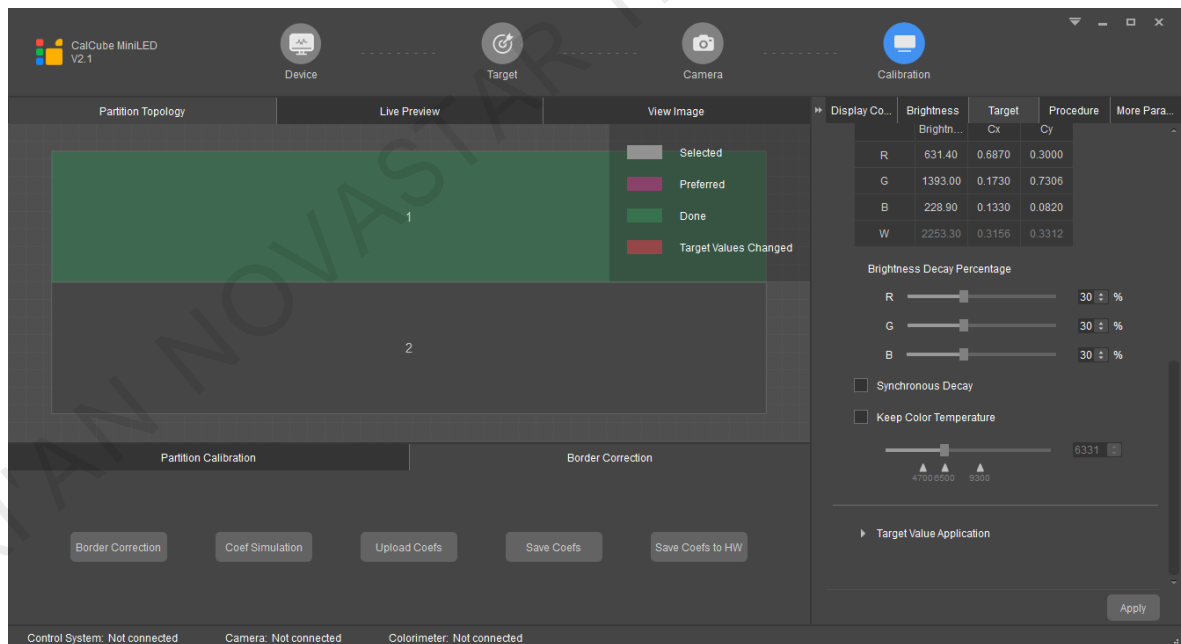 CalCube MiniLED
V2.1
Device
Target
Camera
Calibration
Partition Topology
Live Preview
View Image
Display Co...
Brightness
Target
Procedure
More Para...
Selected
Preferred
Done
Target Values Changed
1
2
Brightn... Cx Cy
R 631.40 0.6870 0.3000
G 1393.00 0.1730 0.7306
B 228.90 0.1330 0.0820
W 2253.30 0.3156 0.3312
Brightness Decay Percentage
R 30 %
G 30 %
B 30 %
Synchronous Decay
Keep Color Temperature
6331
4700 6500 9300
Target Value Application
Apply
Partition Calibration
Border Correction
Border Correction
Coef Simulation
Upload Coefs
Save Coefs
Save Coefs to HW
Control System: Not connected
Camera: Not connected
Colorimeter: Not connected
AN NOVASTAR